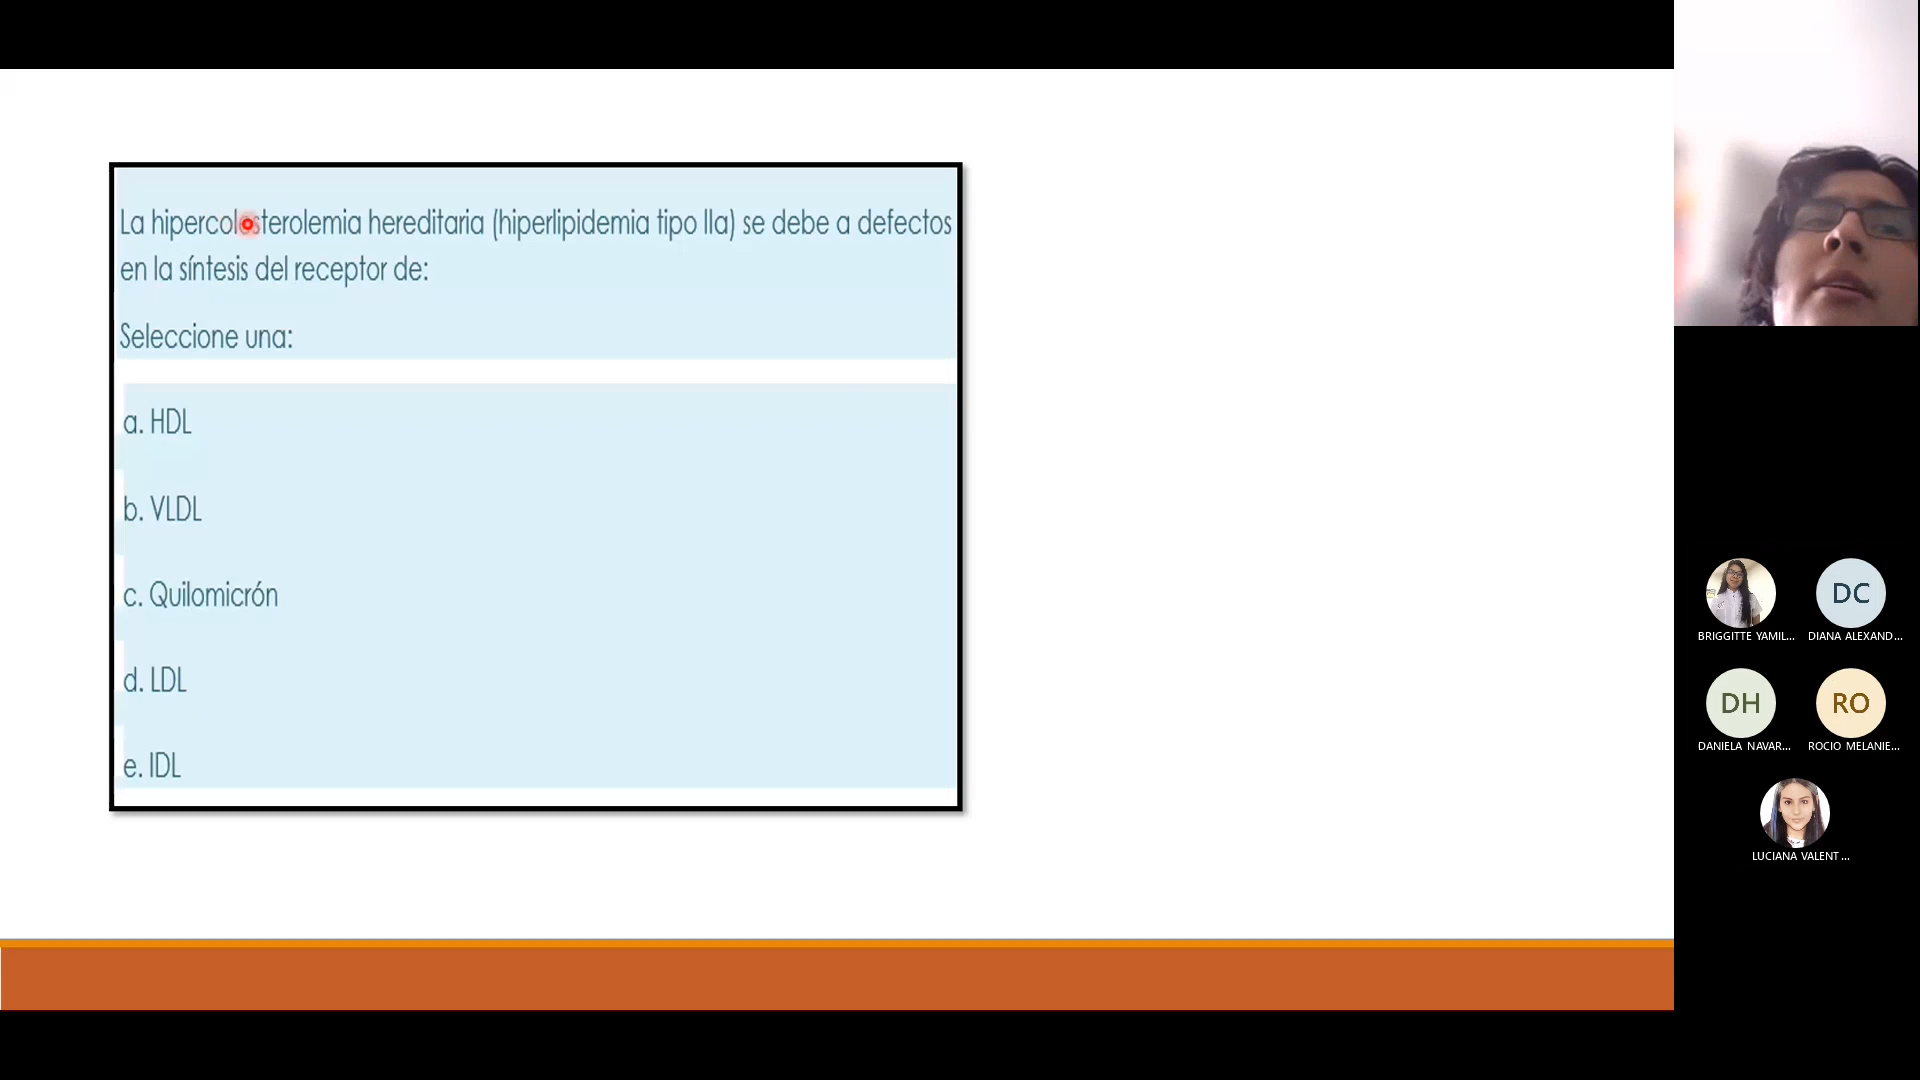 La hipercolesterolemia hereditaria (hiperlipidemia tipo IIa) se debe a defectos
en la síntesis del receptor de:
Seleccione una:
a. HDL
b. VLDL
c. Quilomicrón
d. LDL
e. IDL
BRIGGITTE YAMIL...
DC
DIANA ALEXAND...
DH
DANIELA NAVAR...
RO
ROCIO MELANIE...
LUCIANA VALENT...